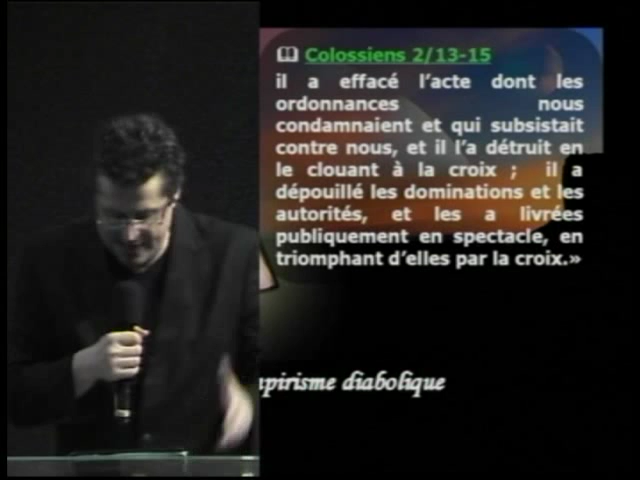 Colossiens 2/13-15
il a effacé l'acte dont les
ordonnances nous
condamnaient et qui subsistait
contre nous, et il l'a détruit en
le clouant à la croix ; il a
dépouillé les dominations et les
autorités, et les a livrées
publiquement en spectacle, en
triomphant d'elles par la croix.»
diabolique